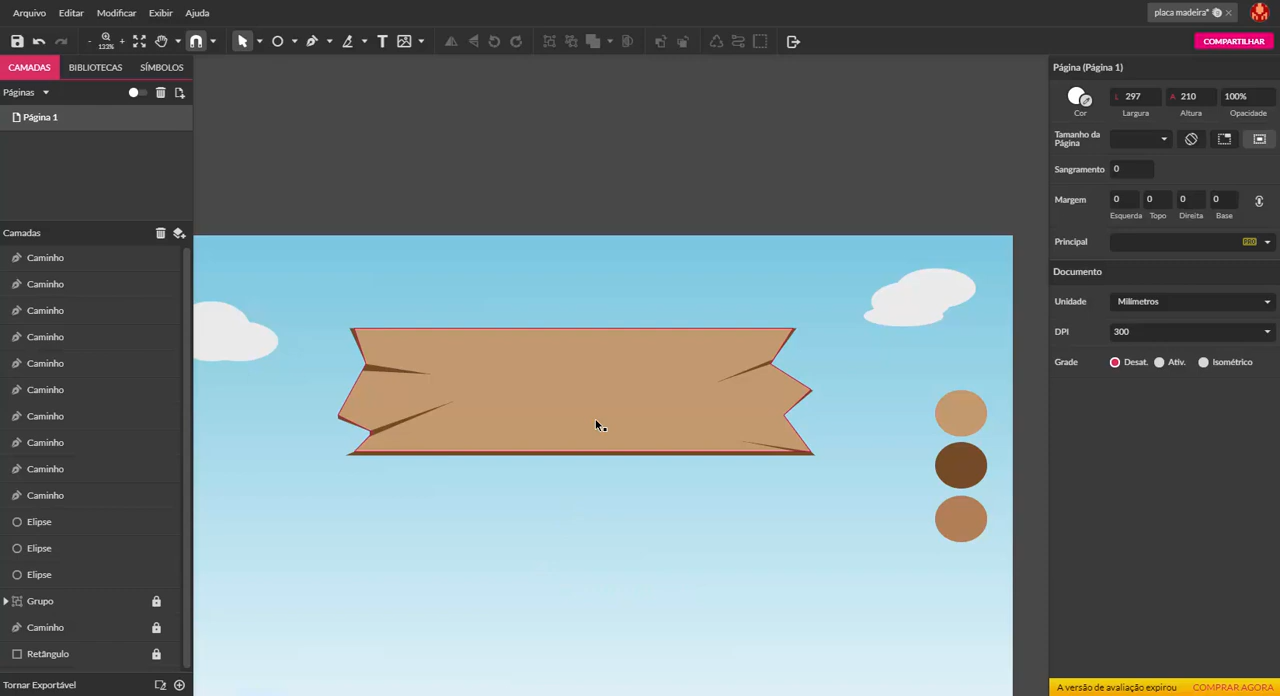 Arquivo Editar Modificar Exibir Ajuda placa madeira*
- 133% +
COMPARTILHAR
CAMADAS BIBLIOTECAS SÍMBOLOS
Páginas
Página 1
Camadas
Caminho
Caminho
Caminho
Caminho
Caminho
Caminho
Caminho
Caminho
Caminho
Caminho
Elipse
Elipse
Elipse
Grupo
Caminho
Retângulo
Tornar Exportável
Página (Página 1)
L 297 A 210 100%
Cor Largura Altura Opacidade
Tamanho da
Página
Sangramento 0
Margem 0 0 0 0
Esquerda Topo Direita Base
Principal PRO
Documento
Unidade Milímetros
DPI 300
Grade Desat. Ativ. Isométrico
A versão de avaliação expirou COMPRAR AGORA